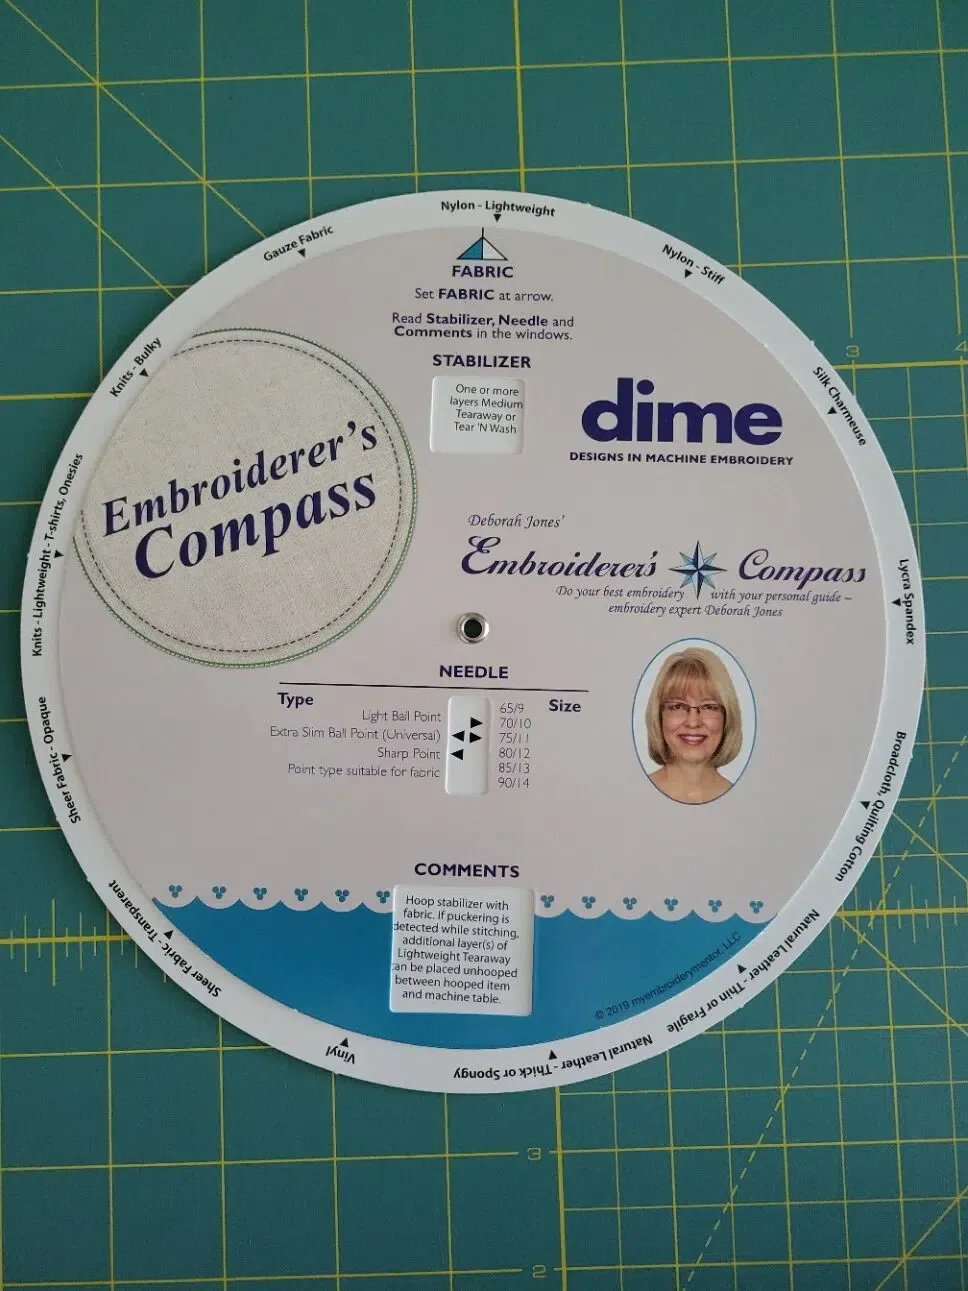 Nylon - Lightweight
Nylon - Stiff
Silk Charmeuse
Lycra Spandex
Broadcloth, Quilting Cotton
Natural Leather - Thin or Fragile
Natural Leather - Thick or Spongy
Vinyl
Sheer Fabric - Transparent
Sheer Fabric - Opaque
Knits - Lightweight - T-shirts, Onesies
Knits - Bulky
Gauze Fabric
FABRIC
Set FABRIC at arrow.
Read Stabilizer, Needle and
Comments in the windows.
STABILIZER
One or more
layers Medium
Tearaway or
Tear 'N Wash
dime
DESIGNS IN MACHINE EMBROIDERY
Embroiderer's
Compass
Deborah Jones'
Embroiderer's Compass
Do your best embroidery with your personal guide –
embroidery expert Deborah Jones
NEEDLE
Type Size
Light Ball Point
Extra Slim Ball Point (Universal)
Sharp Point
Point type suitable for fabric
65/9
70/10
75/11
80/12
85/13
90/14
COMMENTS
Hoop stabilizer with
fabric. If puckering is
detected while stitching,
additional layer(s) of
Lightweight Tearaway
can be placed unhooped
between hooped item
and machine table.
© 2019 myembroiderymentor, LLC
3
4
3
2